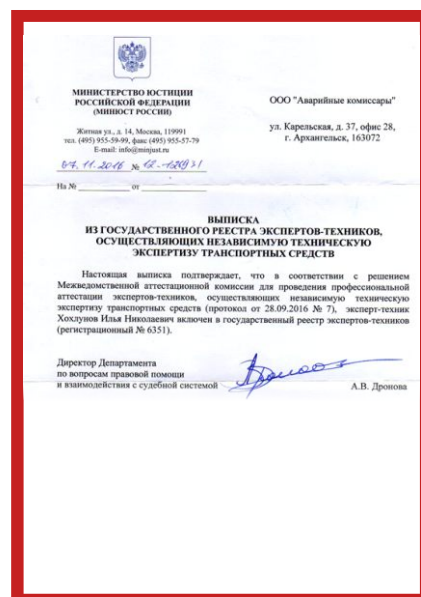 МИНИСТЕРСТВО ЮСТИЦИИ
РОССИЙСКОЙ ФЕДЕРАЦИИ
(МИНЮСТ РОССИИ)
Житная ул., д. 14, Москва, 119991
тел. (495) 955-59-99, факс (495) 955-57-79
E-mail: info@minjust.ru
07.11.2016 № 12-
На № от
ООО "Аварийные комиссары"
ул. Карельская, д. 37, офис 28,
г. Архангельск, 163072
ВЫПИСКА
ИЗ ГОСУДАРСТВЕННОГО РЕЕСТРА ЭКСПЕРТОВ-ТЕХНИКОВ,
ОСУЩЕСТВЛЯЮЩИХ НЕЗАВИСИМУЮ ТЕХНИЧЕСКУЮ
ЭКСПЕРТИЗУ ТРАНСПОРТНЫХ СРЕДСТВ
Настоящая выписка подтверждает, что в соответствии с решением
Межведомственной аттестационной комиссии для проведения профессиональной
аттестации экспертов-техников, осуществляющих независимую техническую
экспертизу транспортных средств (протокол от 28.09.2016 № 7), эксперт-техник
Хохлунов Илья Николаевич включен в государственный реестр экспертов-техников
(регистрационный № 6351).
Директор Департамента
по вопросам правовой помощи
и взаимодействия с судебной системой
А.В. Дронова